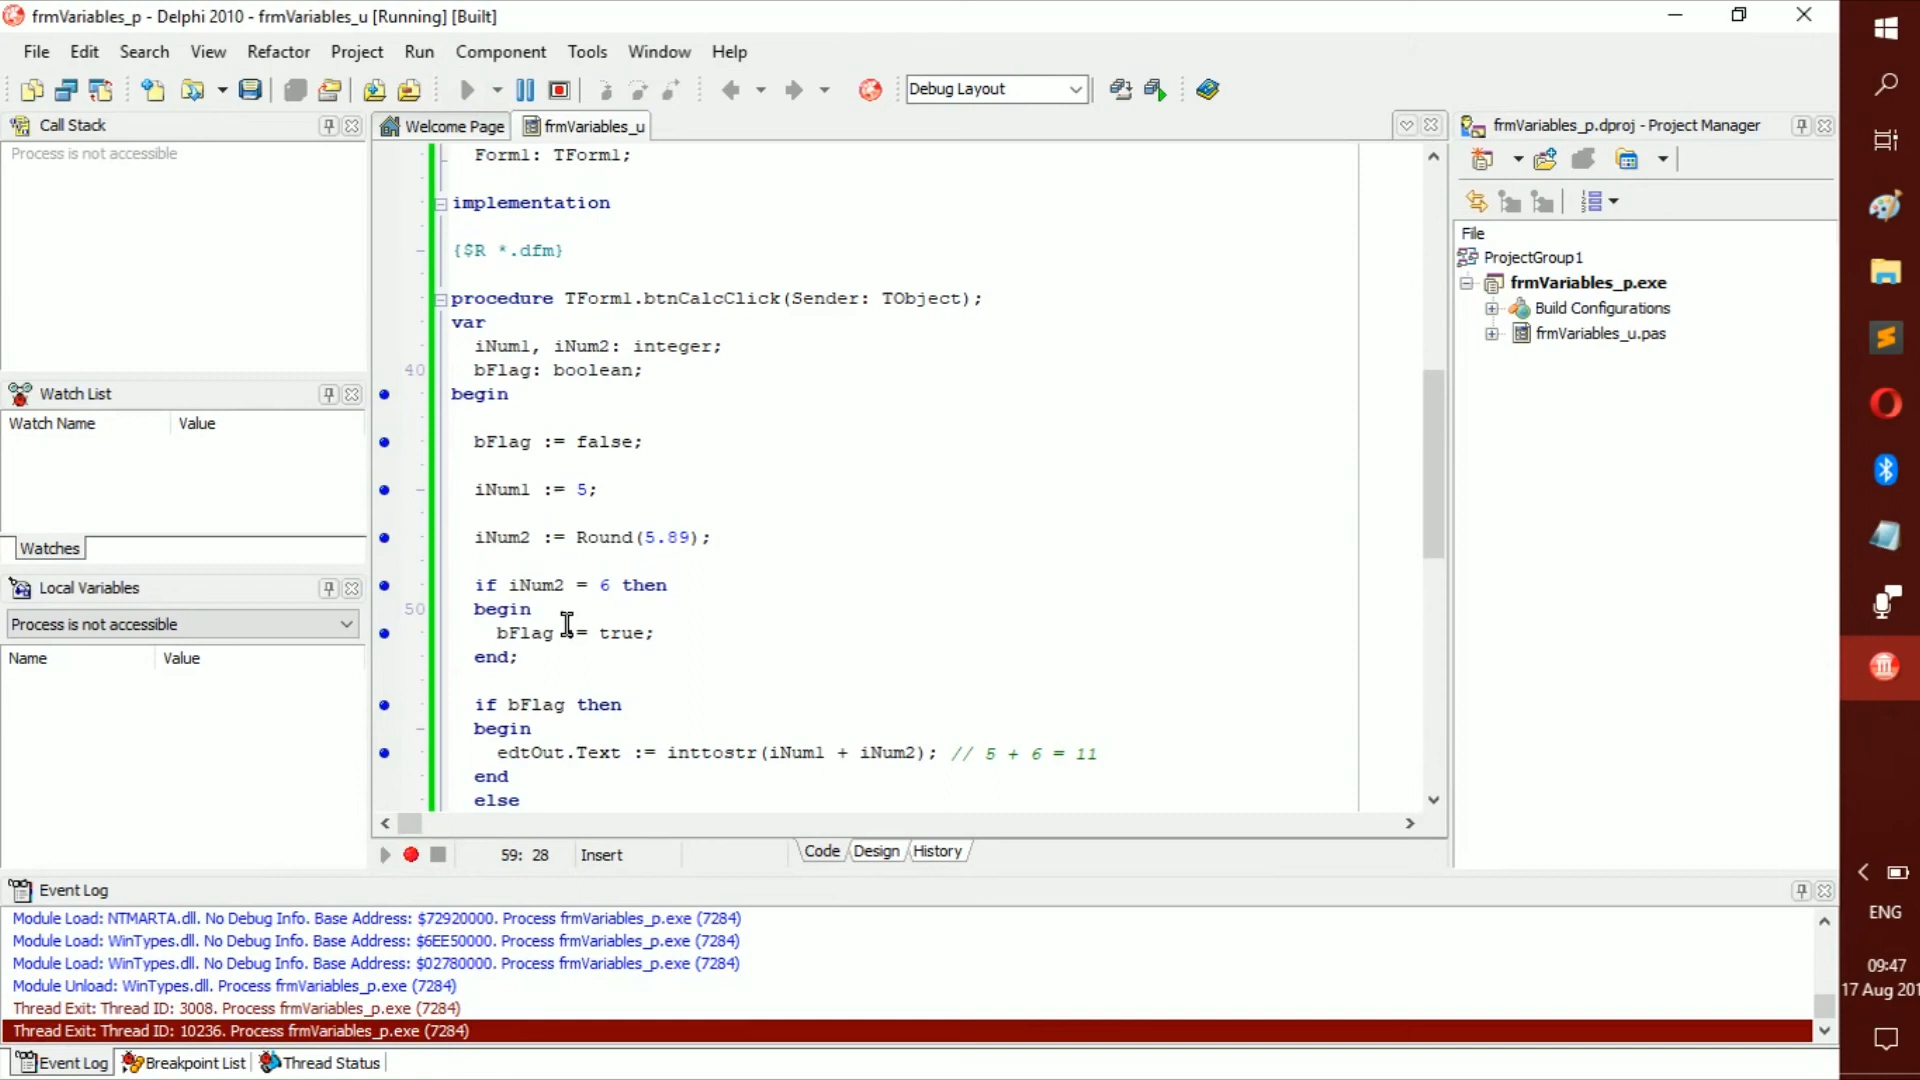 frmVariables_p - Delphi 2010 - frmVariables_u [Running] [Built]
File Edit Search View Refactor Project Run Component Tools Window Help
Debug Layout
Call Stack
Process is not accessible
Watch List
Watch Name Value
Watches
Local Variables
Process is not accessible
Name Value
Welcome Page frmVariables_u
Form1: TForm1;
implementation
{$R *.dfm}
procedure TForm1.btnCalcClick(Sender: TObject);
var
iNum1, iNum2: integer;
40 bFlag: boolean;
begin
bFlag := false;
iNum1 := 5;
iNum2 := Round(5.89);
if iNum2 = 6 then
50 begin
bFlag := true;
end;
if bFlag then
begin
edtOut.Text := inttostr(iNum1 + iNum2); // 5 + 6 = 11
end
else
59: 28 Insert Code Design History
frmVariables_p.dproj - Project Manager
File
ProjectGroup1
frmVariables_p.exe
Build Configurations
frmVariables_u.pas
Event Log
Module Load: NTMARTA.dll. No Debug Info. Base Address: $72920000. Process frmVariables_p.exe (7284)
Module Load: WinTypes.dll. No Debug Info. Base Address: $6EE50000. Process frmVariables_p.exe (7284)
Module Load: WinTypes.dll. No Debug Info. Base Address: $02780000. Process frmVariables_p.exe (7284)
Module Unload: WinTypes.dll. Process frmVariables_p.exe (7284)
Thread Exit: Thread ID: 3008. Process frmVariables_p.exe (7284)
Thread Exit: Thread ID: 10236. Process frmVariables_p.exe (7284)
Event Log Breakpoint List Thread Status
ENG
09:47
17 Aug 201